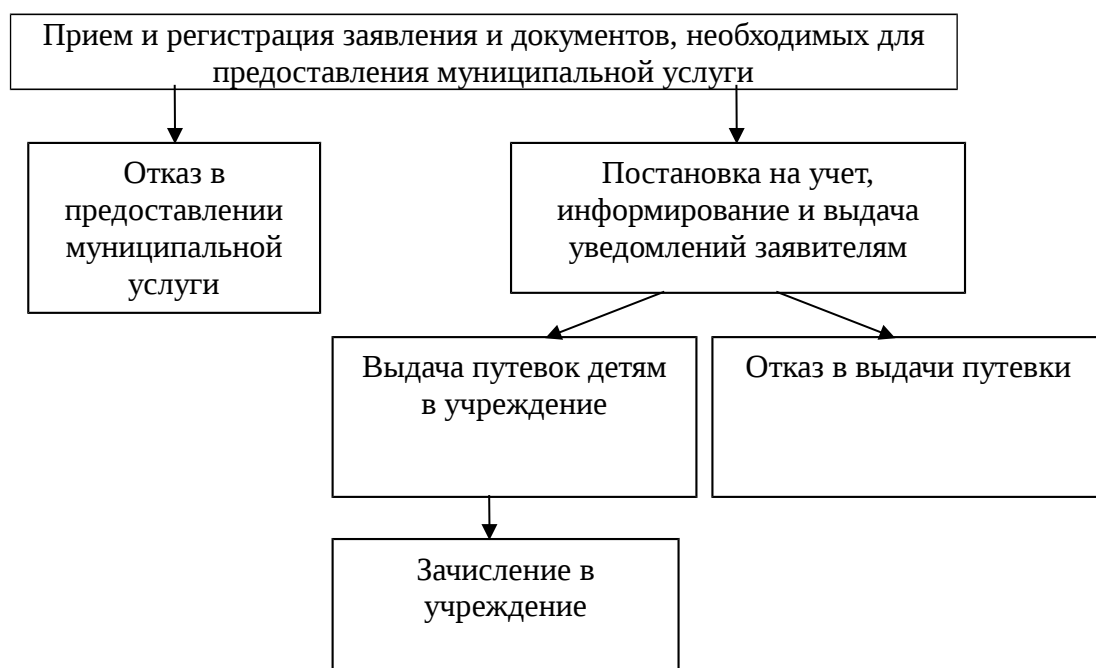 Прием и регистрация заявления и документов, необходимых для
предоставления муниципальной услуги
Отказ в
предоставлении
муниципальной
услуги
Постановка на учет,
информирование и выдача
уведомлений заявителям
Выдача путевок детям
в учреждение
Отказ в выдачи путевки
Зачисление в
учреждение